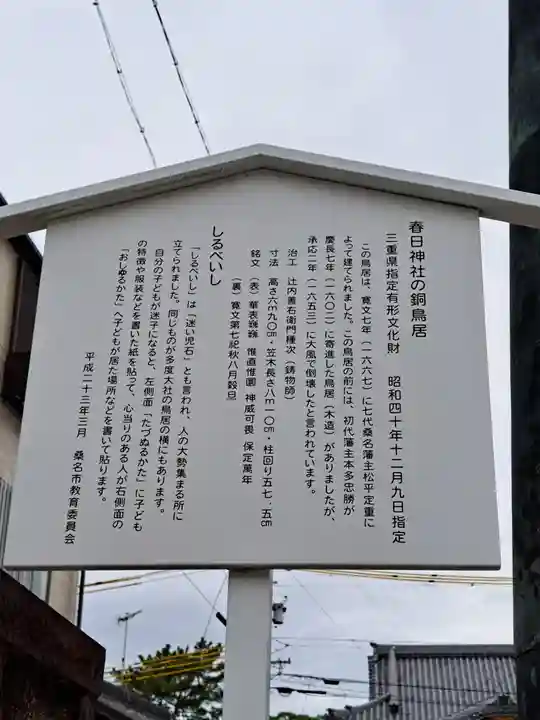 春日神社の銅鳥居
三重県指定有形文化財　昭和四十年十二月九日指定
この鳥居は、寛文七年（一六六七）に七代桑名藩主松平定重に
よって建てられました。この鳥居の前には、初代藩主本多忠勝が
慶長七年（一六〇二）に寄進した鳥居（木造）がありましたが、
承応二年（一六五三）に大風で倒壊したと言われています。
治工　辻内善右衛門種次（鋳物師）
寸法　高さ六ｍ九〇㎝・笠木長さ八ｍ一〇㎝・柱回り五七・五㎝
銘文（表）華表巍巍　惟直惟圜　神威可畏　保定萬年
（裏）寛文第七祀秋八月穀旦
しるべいし
「しるべいし」は「迷い児石」とも言われ、人の大勢集まる所に
立てられました。同じものが多度大社の鳥居の横にもあります。
自分の子どもが迷子になると、左側面「たづぬるかた」に子ども
の特徴や服装などを書いた紙を貼って、心当りのある人が右側面の
「おしゆるかた」へ子どもが居た場所などを書いて貼ります。
平成二十三年三月　桑名市教育委員会